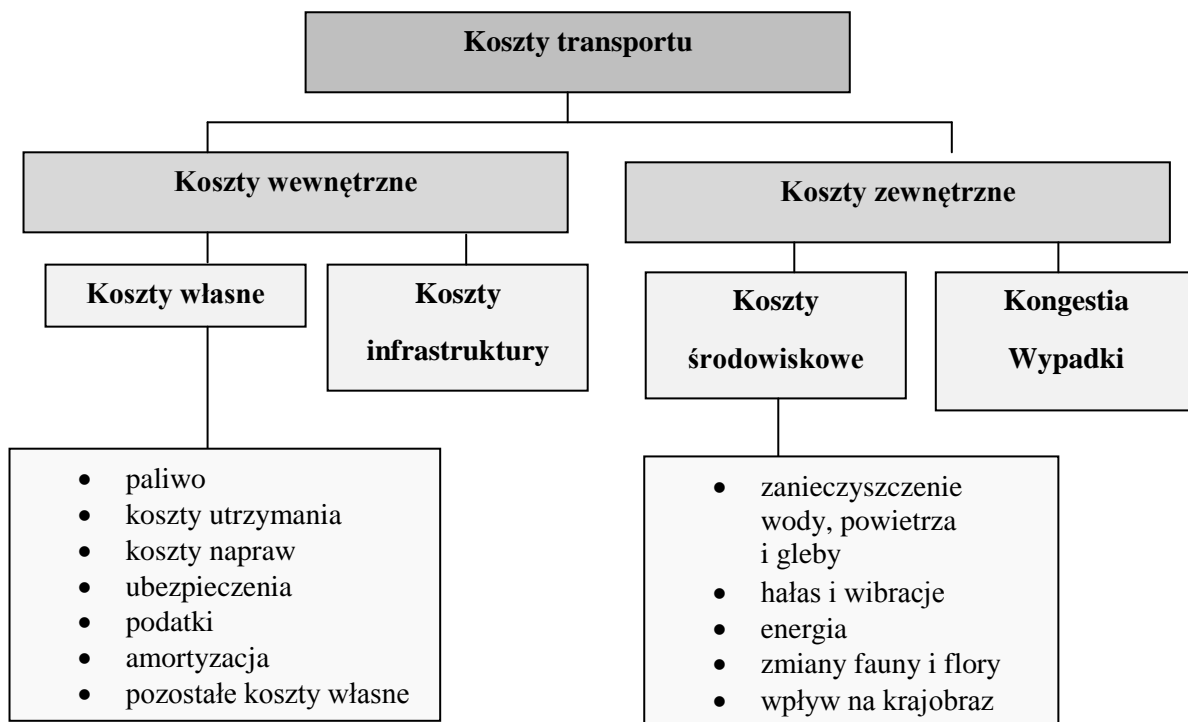 Koszty transportu
Koszty wewnętrzne
Koszty zewnętrzne
Koszty własne
Koszty
infrastruktury
Koszty
środowiskowe
Kongestia
Wypadki
• paliwo
• koszty utrzymania
• koszty napraw
• ubezpieczenia
• podatki
• amortyzacja
• pozostałe koszty własne
• zanieczyszczenie
wody, powietrza
i gleby
• hałas i wibracje
• energia
• zmiany fauny i flory
• wpływ na krajobraz